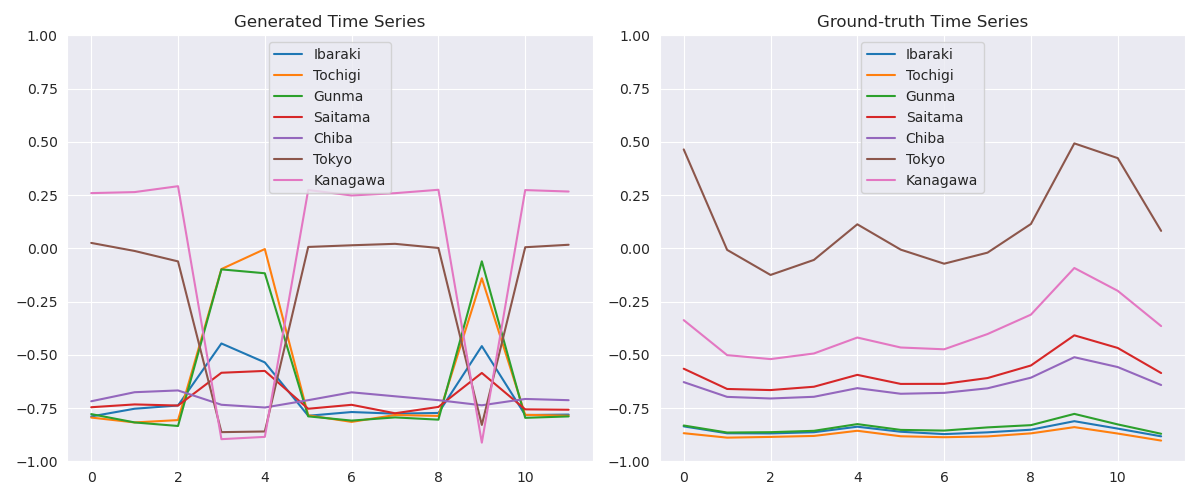 Generated Time Series
1.00
0.75
0.50
0.25
0.00
−0.25
−0.50
−0.75
−1.00
0 2 4 6 8 10
Ibaraki
Tochigi
Gunma
Saitama
Chiba
Tokyo
Kanagawa
Ground-truth Time Series
1.00
0.75
0.50
0.25
0.00
−0.25
−0.50
−0.75
−1.00
0 2 4 6 8 10
Ibaraki
Tochigi
Gunma
Saitama
Chiba
Tokyo
Kanagawa